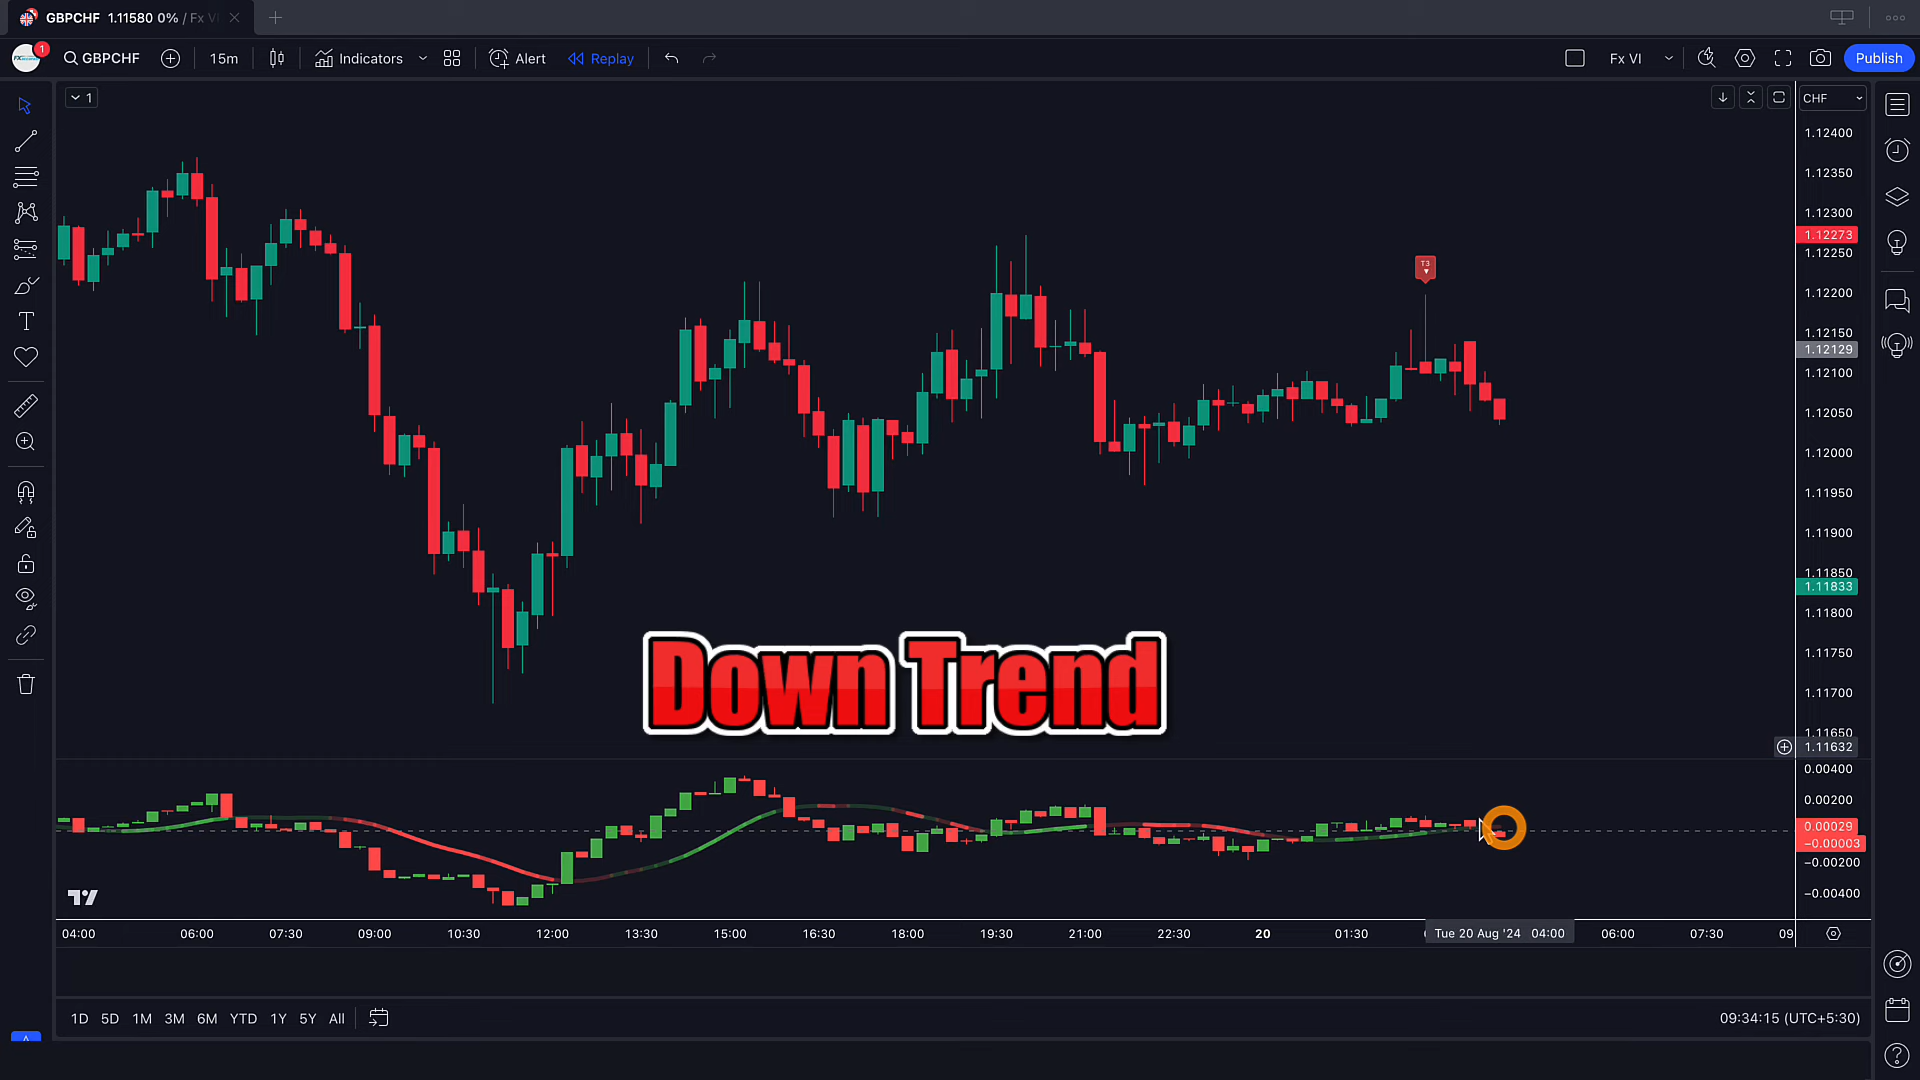 GBPCHF 1.11580 0% / Fx VI
1
GBPCHF
15m
Indicators
Alert
Replay
Fx VI
Publish
1
CHF
1.12400
1.12350
1.12300
1.12273
1.12250
1.12200
1.12150
1.12129
1.12100
1.12050
1.12000
1.11950
1.11900
1.11850
1.11833
1.11800
1.11750
1.11700
1.11650
1.11632
T3
Down Trend
0.00400
0.00200
0.00029
−0.00003
−0.00200
−0.00400
04:00 06:00 07:30 09:00 10:30 12:00 13:30 15:00 16:30 18:00 19:30 21:00 22:30 20 01:30 Tue 20 Aug '24 04:00 06:00 07:30 09
1D 5D 1M 3M 6M YTD 1Y 5Y All
09:34:15 (UTC+5:30)